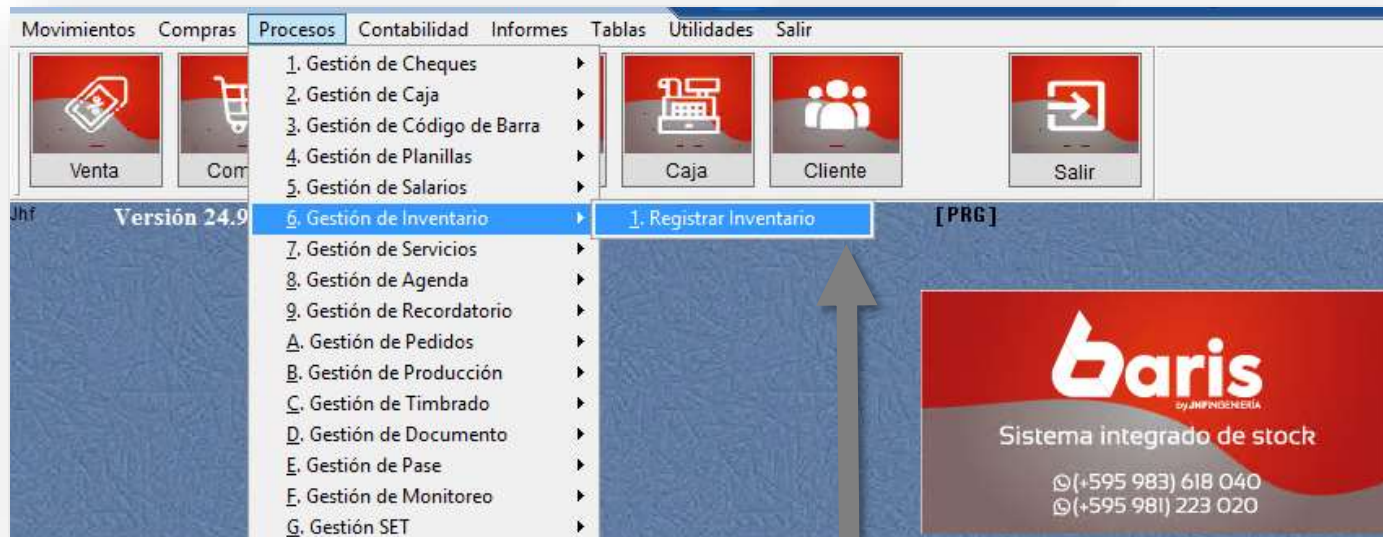 Movimientos Compras Procesos Contabilidad Informes Tablas Utilidades Salir
1. Gestión de Cheques
2. Gestión de Caja
3. Gestión de Código de Barra
4. Gestión de Planillas
5. Gestión de Salarios
6. Gestión de Inventario
7. Gestión de Servicios
8. Gestión de Agenda
9. Gestión de Recordatorio
A. Gestión de Pedidos
B. Gestión de Producción
C. Gestión de Timbrado
D. Gestión de Documento
E. Gestión de Pase
F. Gestión de Monitoreo
G. Gestión SET
1. Registrar Inventario
Venta
Com
Caja
Cliente
Salir
Jhf
Versión 24.9
[PRG]
baris
by JHFINGENIERÍA
Sistema integrado de stock
(+595 983) 618 040
(+595 981) 223 020